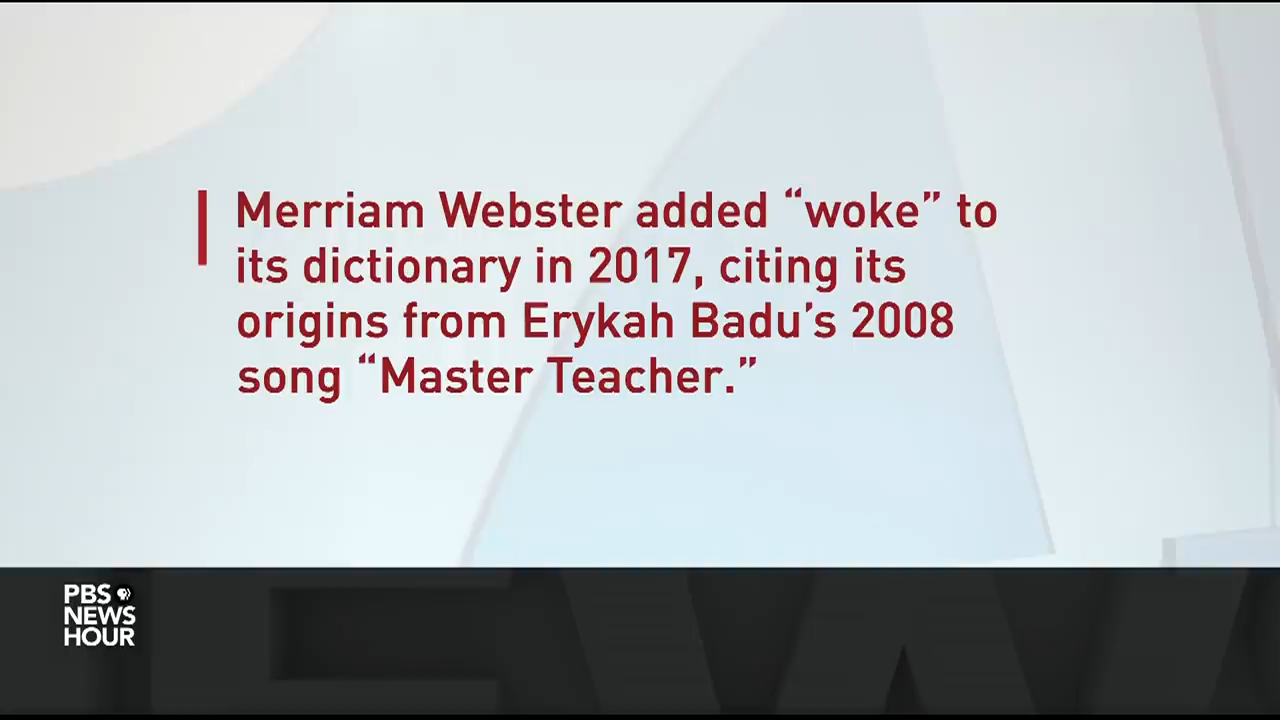 Merriam Webster added “woke” to
its dictionary in 2017, citing its
origins from Erykah Badu’s 2008
song “Master Teacher.”
PBS
NEWS
HOUR
EW